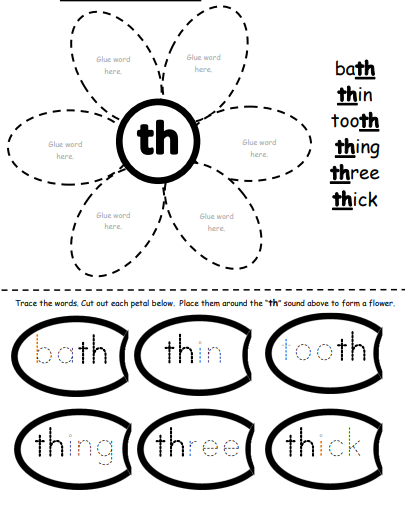 Glue word
here.
Glue word
here.
Glue word
here.
th
Glue word
here.
Glue word
here.
Glue word
here.
bath
thin
tooth
thing
three
thick
Trace the words. Cut out each petal below. Place them around the "th" sound above to form a flower.
bath
thin
tooth
thing
three
thick